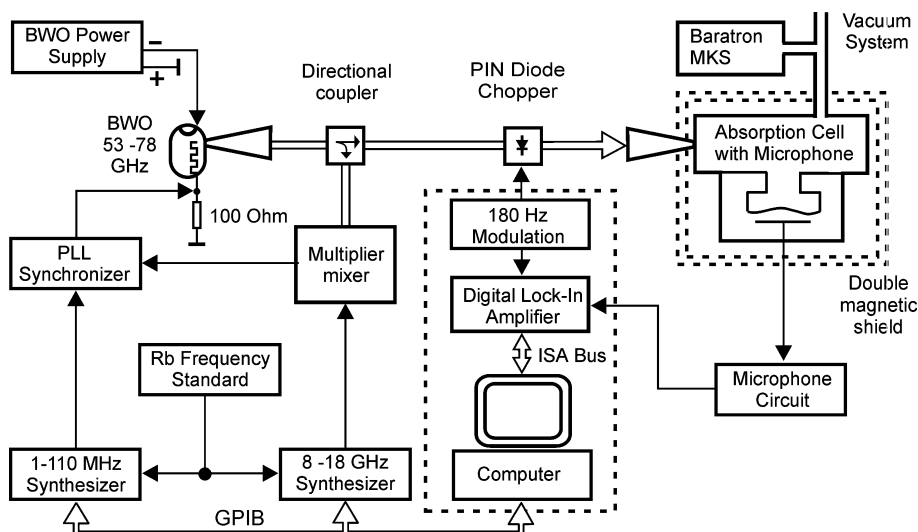 BWO Power
Supply
−
+
BWO
53 -78
GHz
Directional
coupler
PIN Diode
Chopper
Baratron
MKS
Vacuum
System
Absorption Cell
with Microphone
100 Ohm
PLL
Synchronizer
Multiplier
mixer
180 Hz
Modulation
Digital Lock-In
Amplifier
ISA Bus
Double
magnetic
shield
Rb Frequency
Standard
Microphone
Circuit
1-110 MHz
Synthesizer
8 -18 GHz
Synthesizer
Computer
GPIB